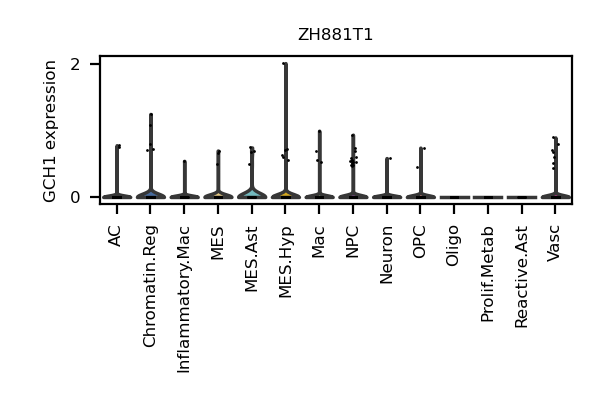 ZH881T1
GCH1 expression
2
0
AC
Chromatin.Reg
Inflammatory.Mac
MES
MES.Ast
MES.Hyp
Mac
NPC
Neuron
OPC
Oligo
Prolif.Metab
Reactive.Ast
Vasc